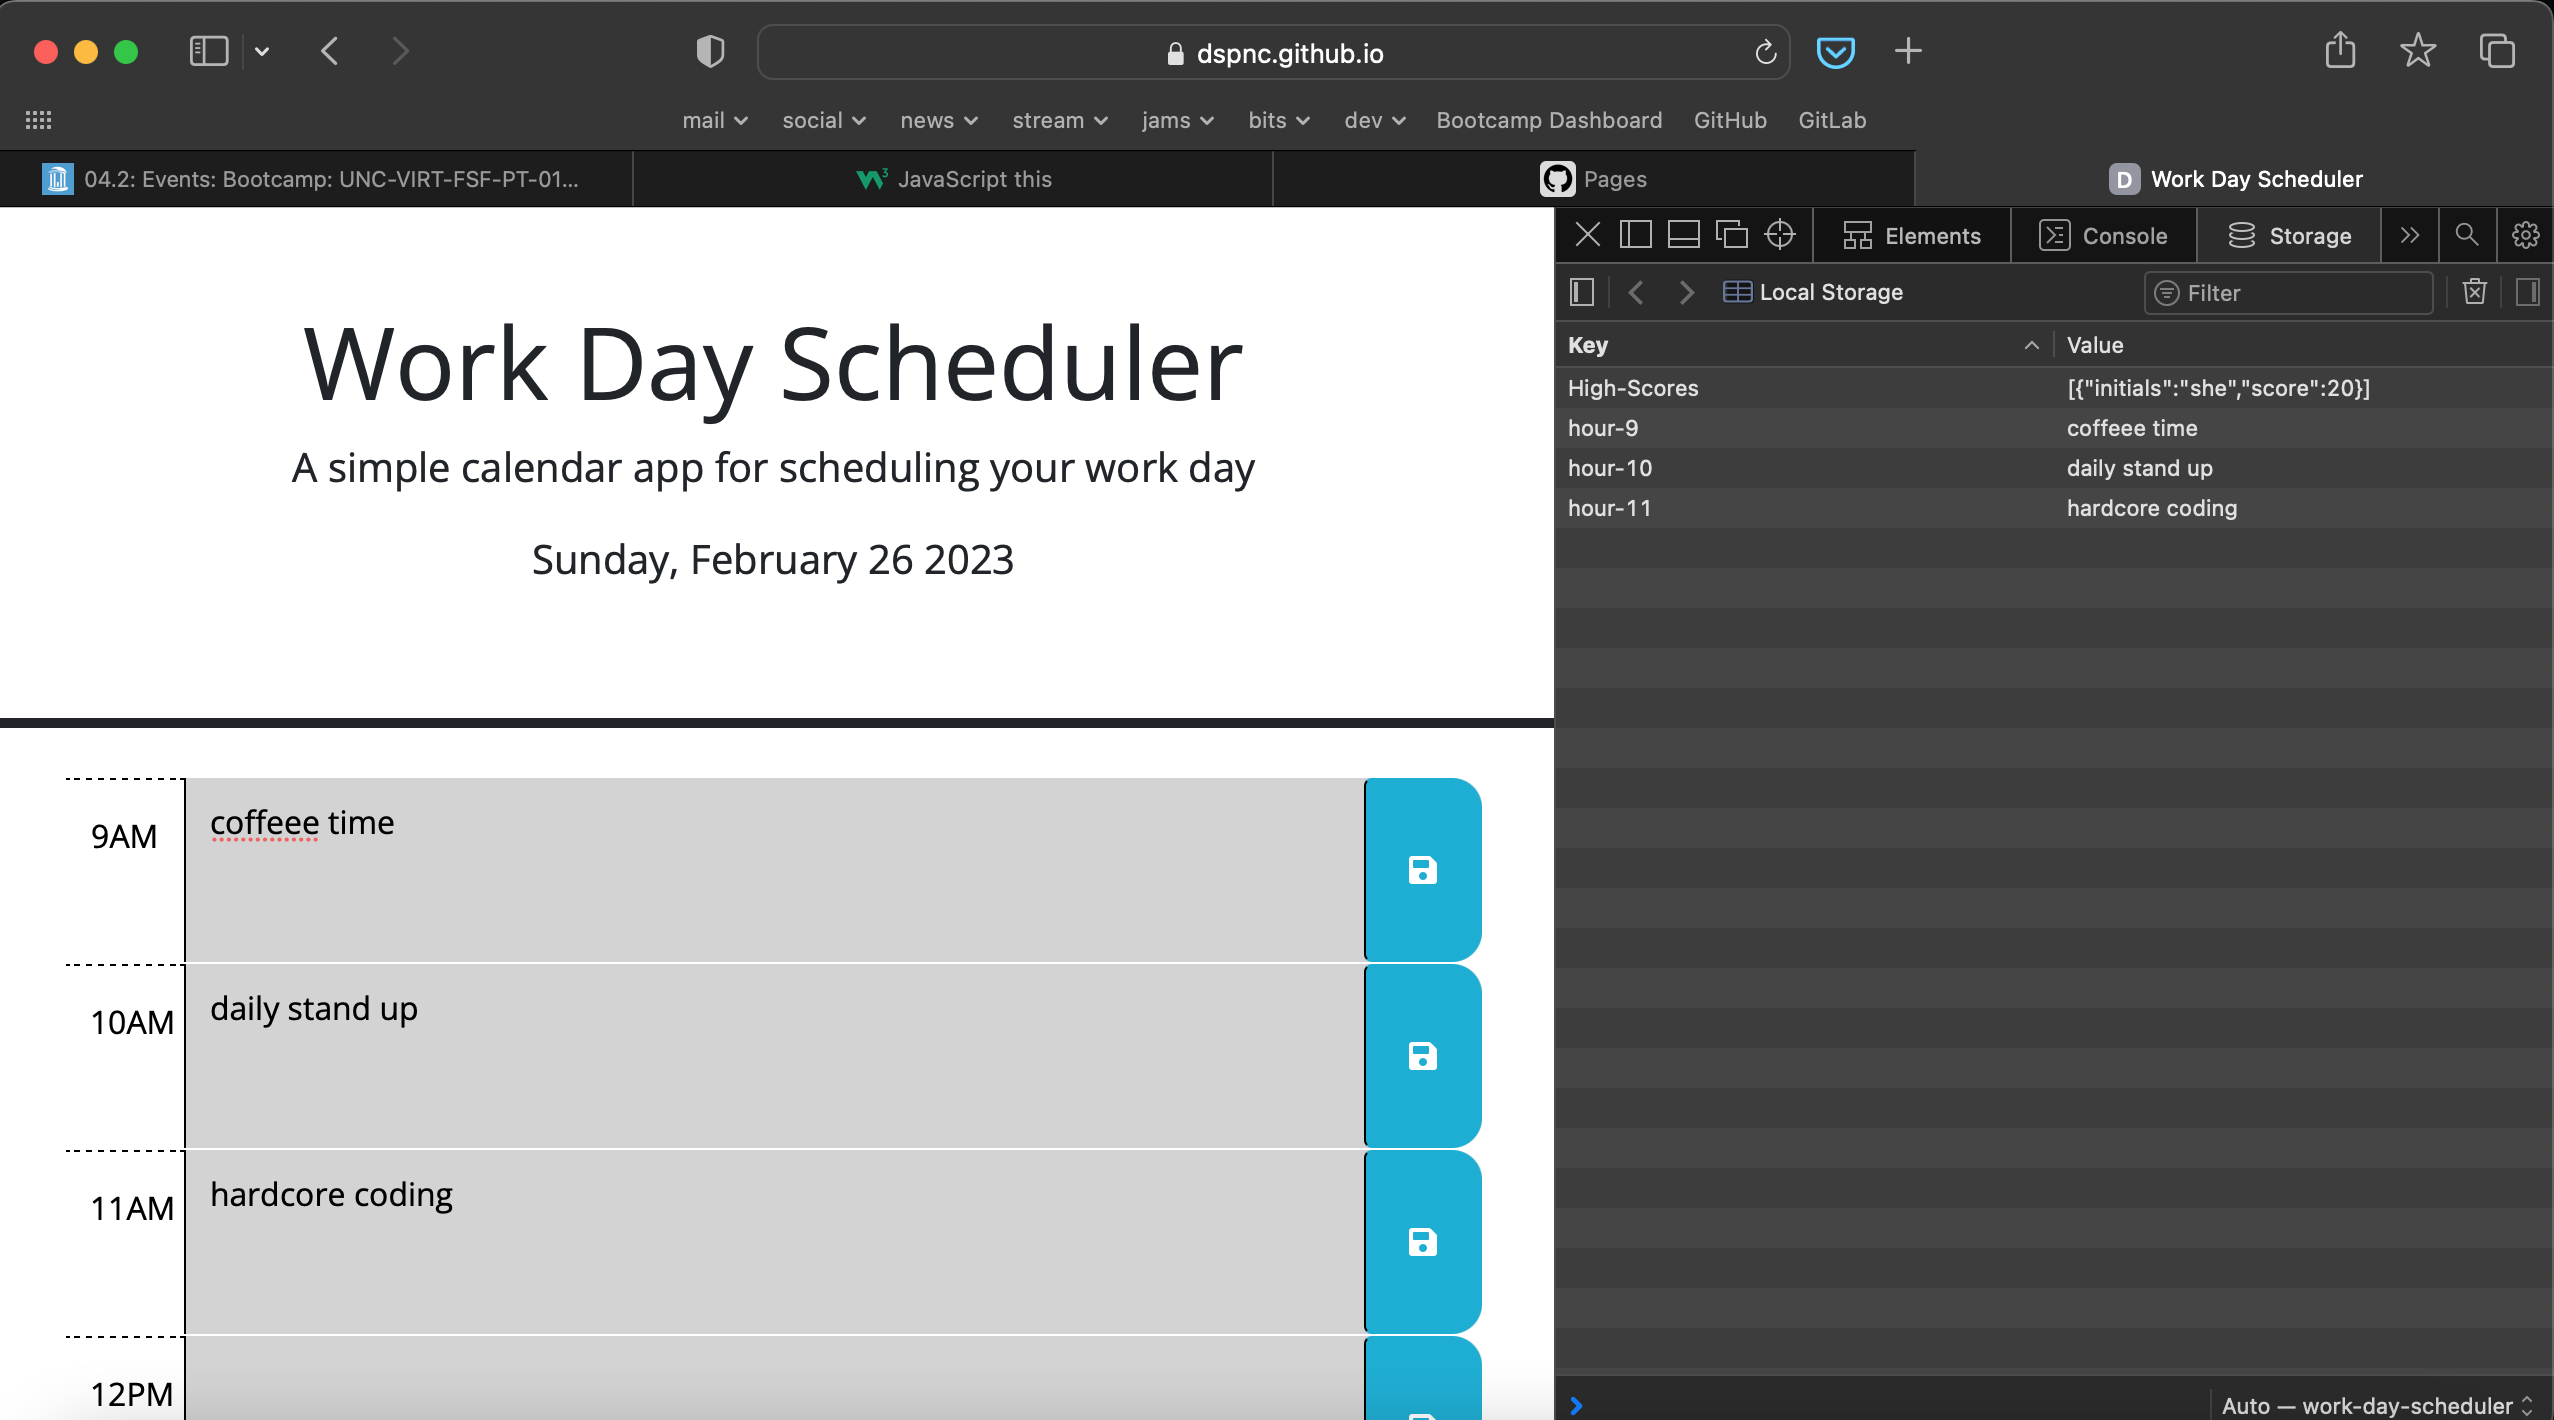 dspnc.github.io
mail social news stream jams bits dev Bootcamp Dashboard GitHub GitLab
04.2: Events: Bootcamp: UNC-VIRT-FSF-PT-01...
JavaScript this
Pages
D Work Day Scheduler
Work Day Scheduler
A simple calendar app for scheduling your work day
Sunday, February 26 2023
9AM coffeee time
10AM daily stand up
11AM hardcore coding
12PM
Elements Console Storage
Local Storage Filter
Key Value
High-Scores [{"initials":"she","score":20}]
hour-9 coffeee time
hour-10 daily stand up
hour-11 hardcore coding
Auto — work-day-scheduler